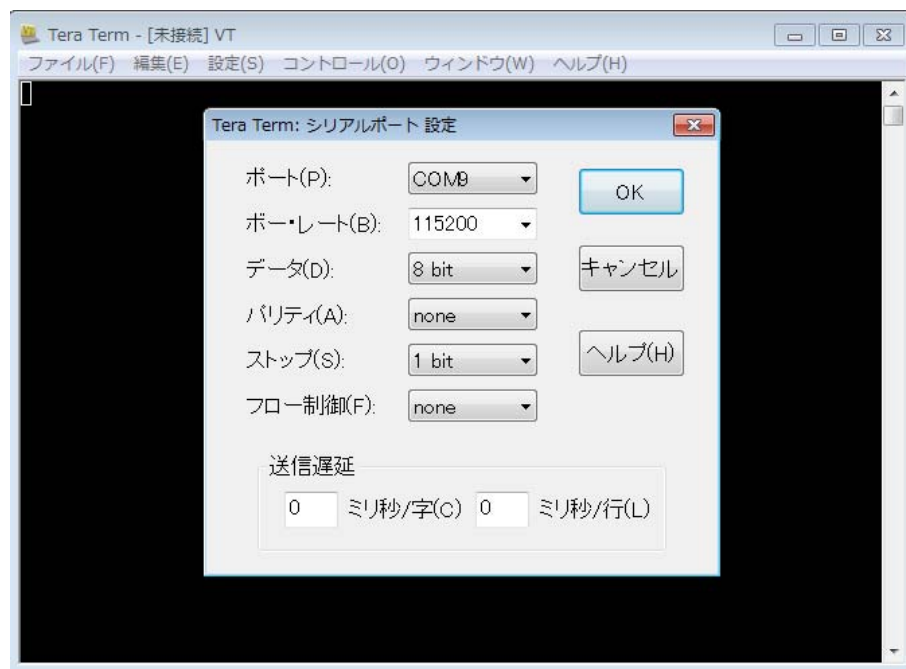 Tera Term - [未接続] VT
ファイル(F) 編集(E) 設定(S) コントロール(O) ウィンドウ(W) ヘルプ(H)
Tera Term: シリアルポート 設定
ポート(P): COM9
OK
ボー・レート(B): 115200
データ(D): 8 bit
キャンセル
パリティ(A): none
ストップ(S): 1 bit
ヘルプ(H)
フロー制御(F): none
送信遅延
0 ミリ秒/字(C) 0 ミリ秒/行(L)